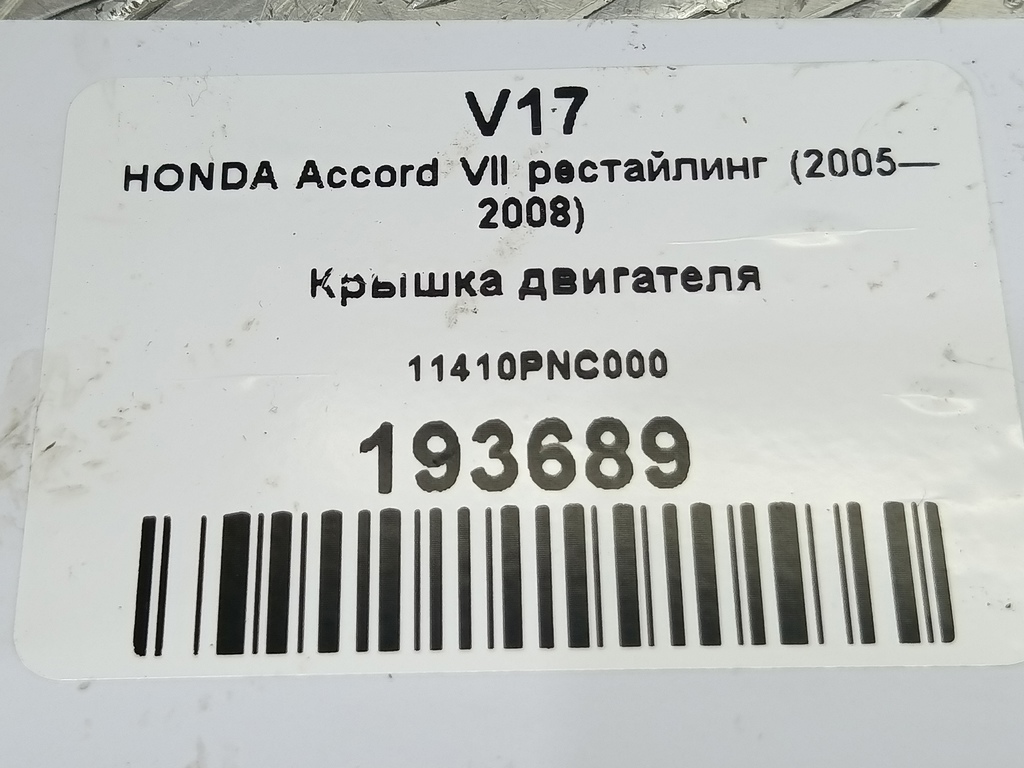 V17
HONDA Accord VII рестайлинг (2005—
2008)
Крышка двигателя
11410PNC000
193689